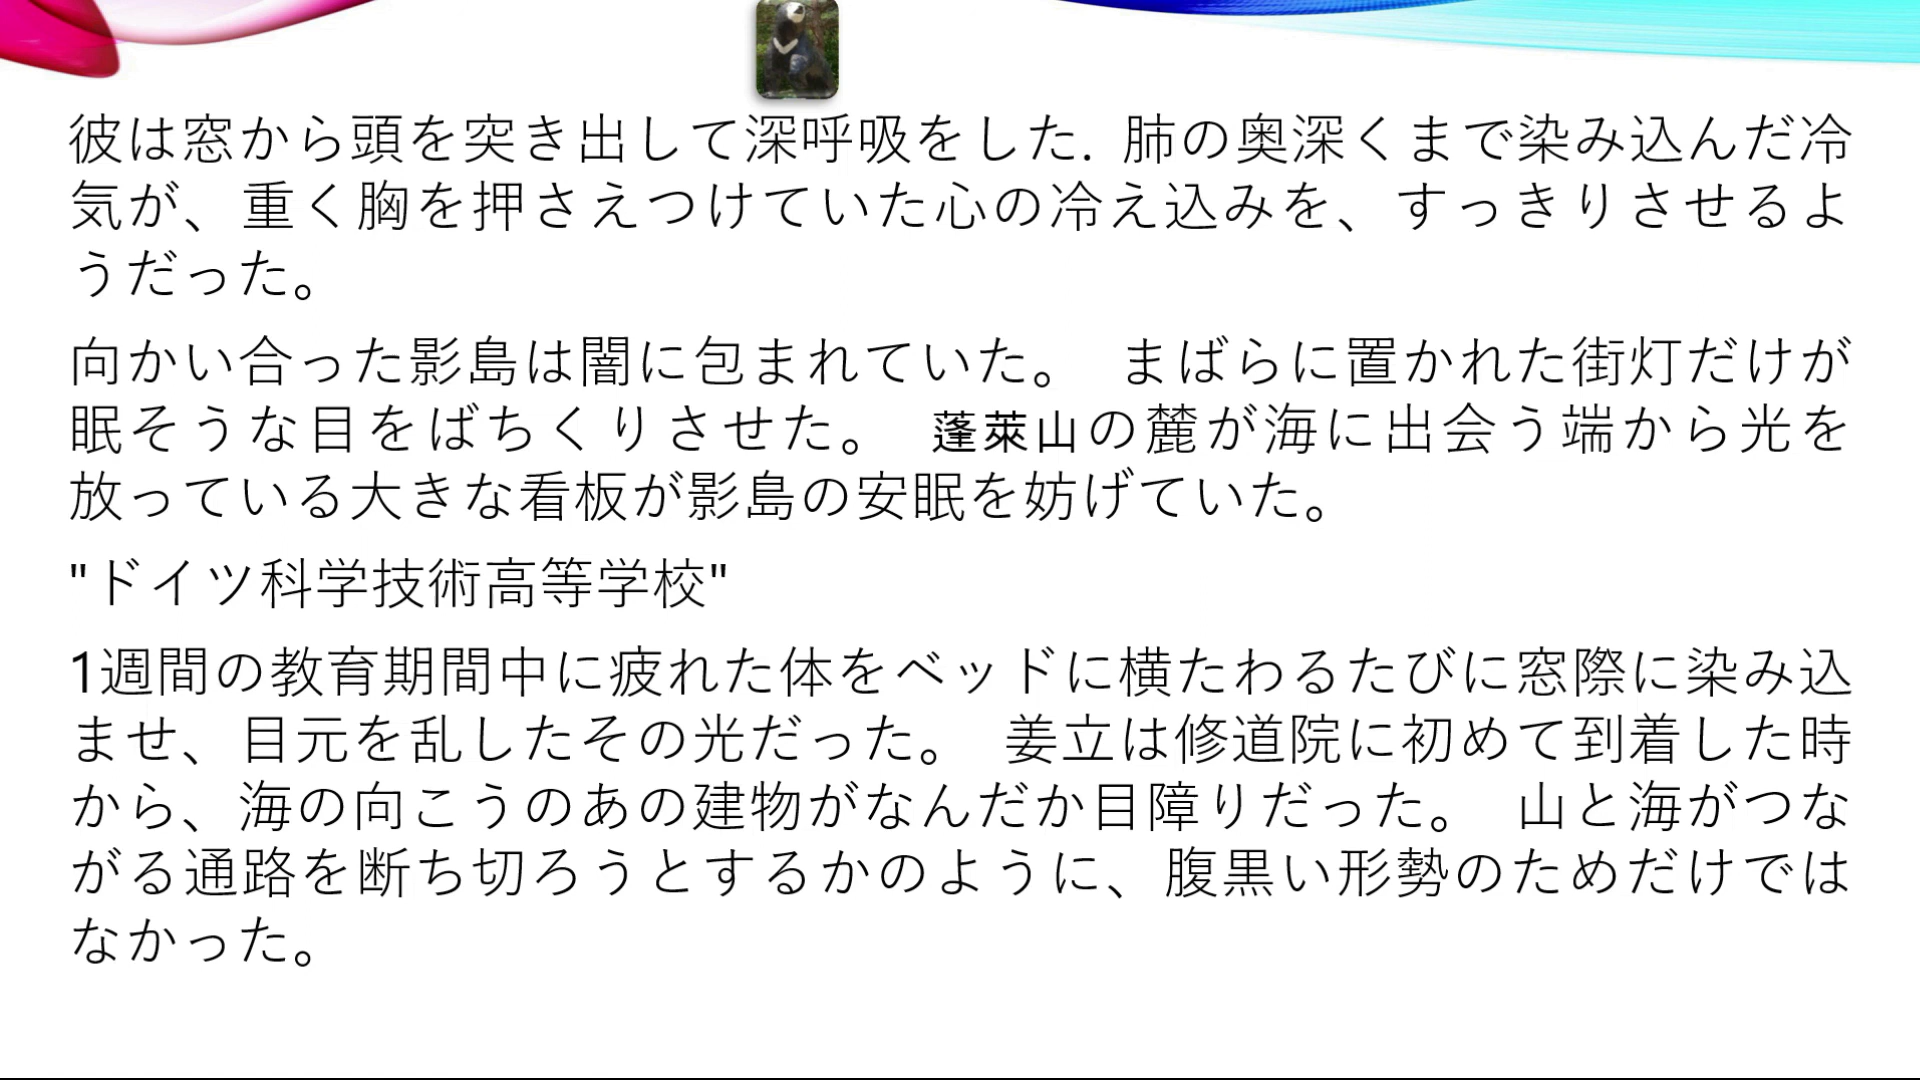 彼は窓から頭を突き出して深呼吸をした. 肺の奥深くまで染み込んだ冷
気が、重く胸を押さえつけていた心の冷え込みを、すっきりさせるよ
うだった。
向かい合った影島は闇に包まれていた。 まばらに置かれた街灯だけが
眠そうな目をばちくりさせた。 蓬萊山の麓が海に出会う端から光を
放っている大きな看板が影島の安眠を妨げていた。
"ドイツ科学技術高等学校"
1週間の教育期間中に疲れた体をベッドに横たわるたびに窓際に染み込
ませ、目元を乱したその光だった。 姜立は修道院に初めて到着した時
から、海の向こうのあの建物がなんだか目障りだった。 山と海がつな
がる通路を断ち切ろうとするかのように、腹黒い形勢のためだけでは
なかった。